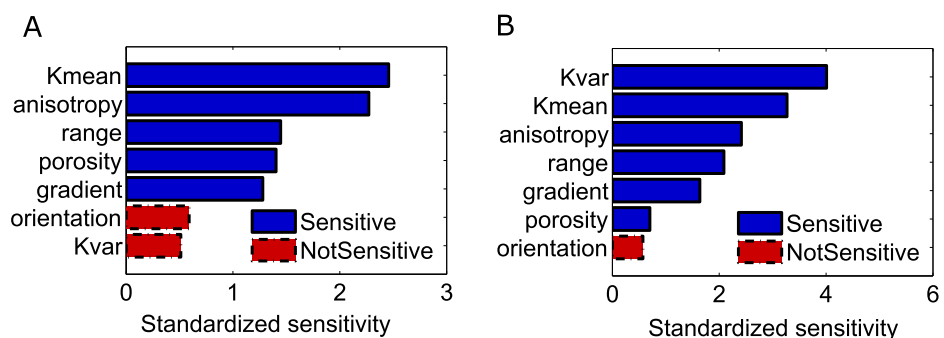 A
Kmean
anisotropy
range
porosity
gradient
orientation
Kvar
Sensitive
NotSensitive
0 1 2 3
Standardized sensitivity
B
Kvar
Kmean
anisotropy
range
gradient
porosity
orientation
Sensitive
NotSensitive
0 2 4 6
Standardized sensitivity